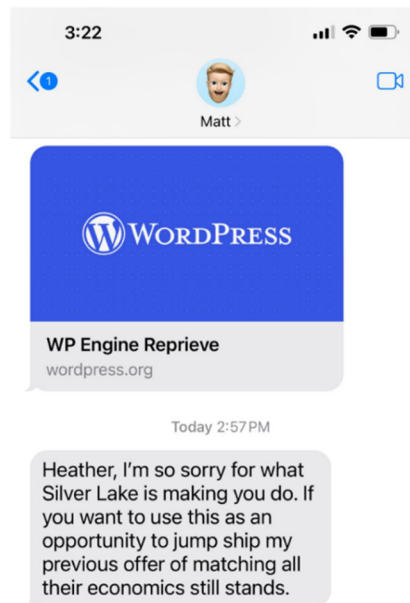 3:22
1
Matt
WORDPRESS
WP Engine Reprieve
wordpress.org
Today 2:57 PM
Heather, I'm so sorry for what
Silver Lake is making you do. If
you want to use this as an
opportunity to jump ship my
previous offer of matching all
their economics still stands.